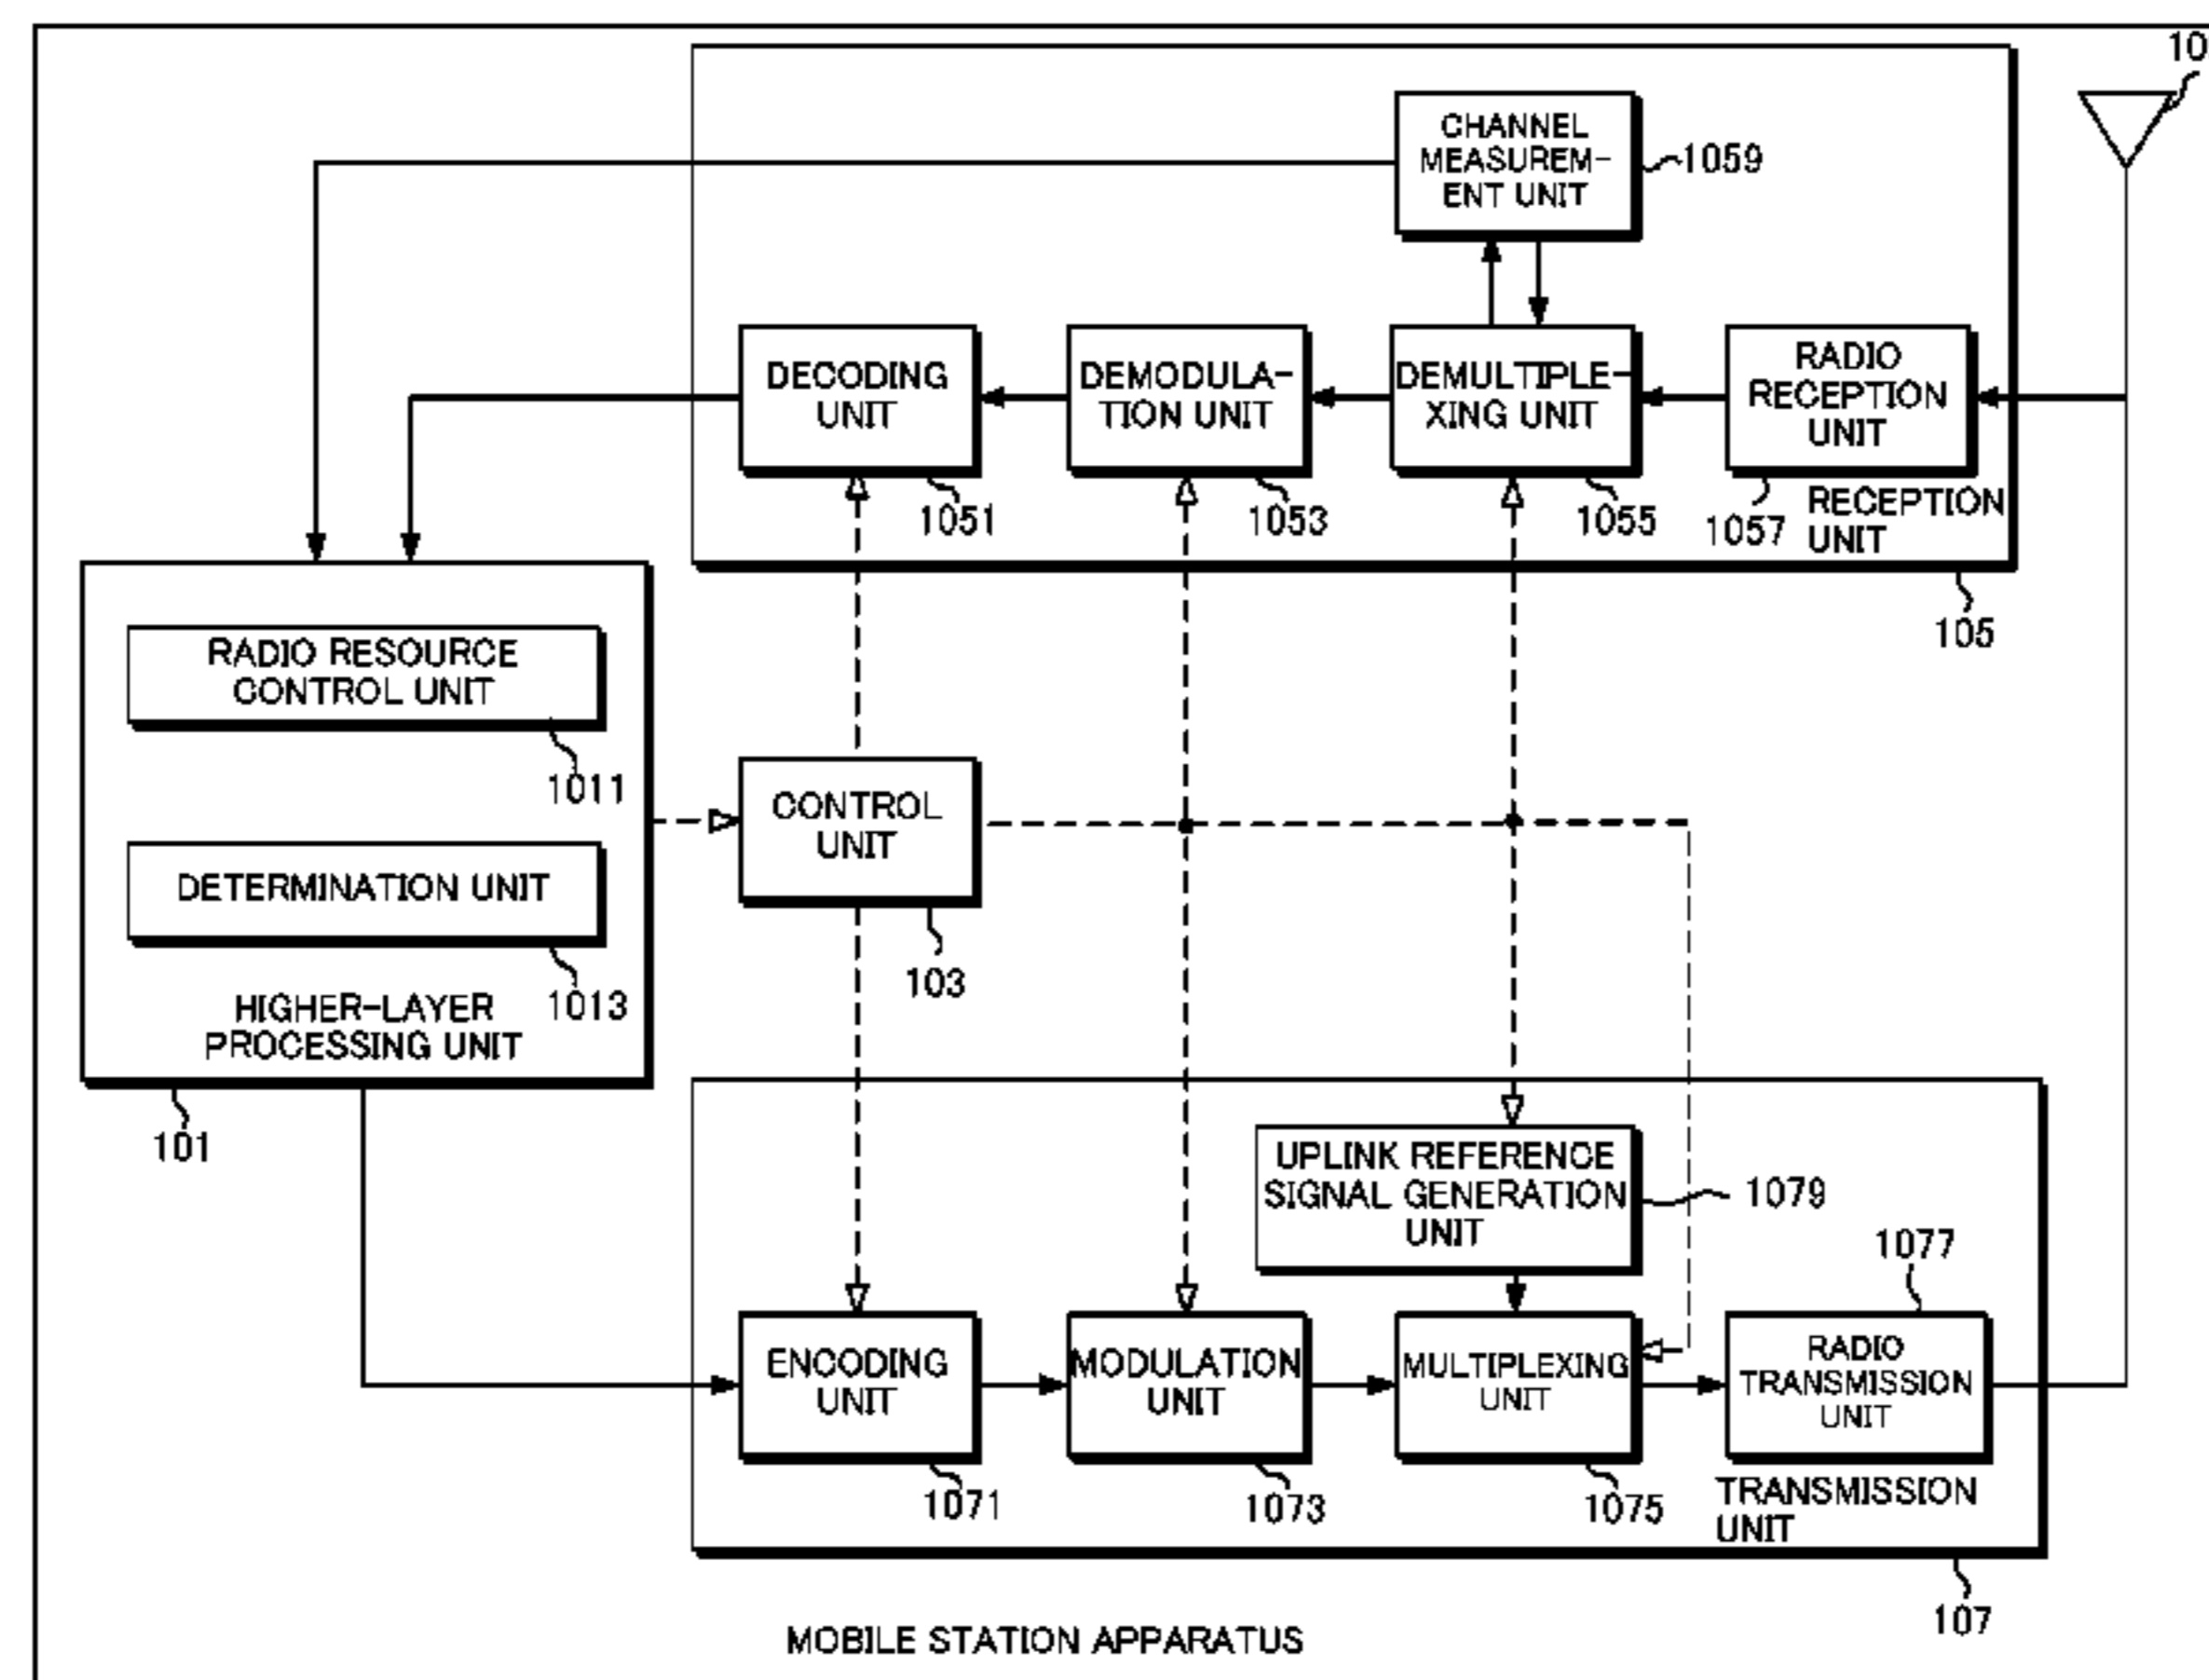 10
CHANNEL
MEASUREM-
ENT UNIT
1059
DECODING
UNIT
1051
DEMODULA-
TION UNIT
1053
DEMULTIPLE-
XING UNIT
1055
RADIO
RECEPTION
UNIT
1057
RECEPTION
UNIT
105
RADIO RESOURCE
CONTROL UNIT
1011
DETERMINATION UNIT
1013
HIGHER-LAYER
PROCESSING UNIT
101
CONTROL
UNIT
103
UPLINK REFERENCE
SIGNAL GENERATION
UNIT
1079
1077
ENCODING
UNIT
1071
MODULATION
UNIT
1073
MULTIPLEXING
UNIT
1075
RADIO
TRANSMISSION
UNIT
TRANSMISSION
UNIT
107
MOBILE STATION APPARATUS